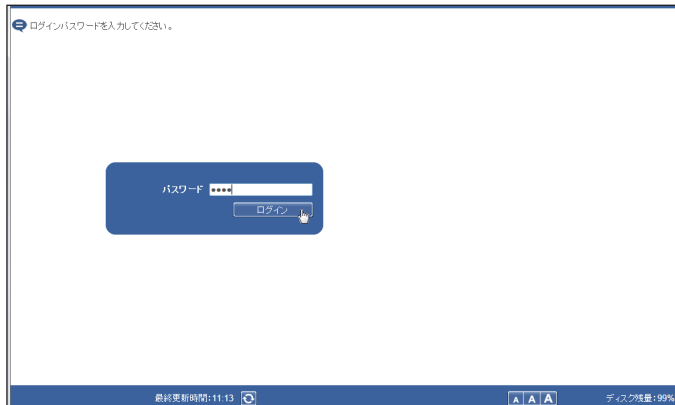 ログインパスワードを入力してください。
パスワード ••••
ログイン
最終更新時間:11:13
A A A
ディスク残量:99%